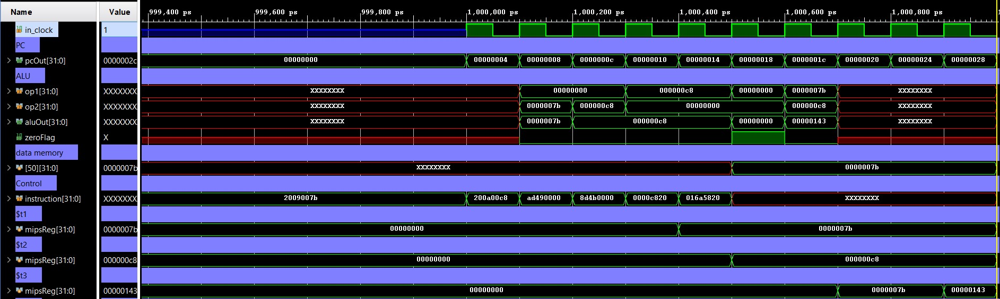 Name Value 999,400 ps 999,600 ps 999,800 ps 1,000,000 ps 1,000,200 ps 1,000,400 ps 1,000,600 ps 1,000,800 ps
in_clock 1
PC
pcOut[31:0] 0000002c 00000000 00000004 00000008 0000000c 00000010 00000014 00000018 0000001c 00000020 00000024 00000028
ALU
op1[31:0] XXXXXXX XXXXXXXX 00000000 000000c8 00000000 0000007b XXXXXXXX
op2[31:0] XXXXXXX XXXXXXXX 0000007b 000000c8 00000000 000000c8 XXXXXXXX
aluOut[31:0] XXXXXXX XXXXXXXX 0000007b 000000c8 00000000 00000143 XXXXXXXX
zeroFlag X
data memory
[50][31:0] 0000007b XXXXXXXX 0000007b
Control
instruction[31:0] XXXXXXX 2009007b 200a00c8 ad490000 8d4b0000 0000c820 016a5820 XXXXXXXX
$t1
mipsReg[31:0] 0000007b 00000000 0000007b
$t2
mipsReg[31:0] 000000c8 00000000 000000c8
$t3
mipsReg[31:0] 00000143 00000000 0000007b 00000143